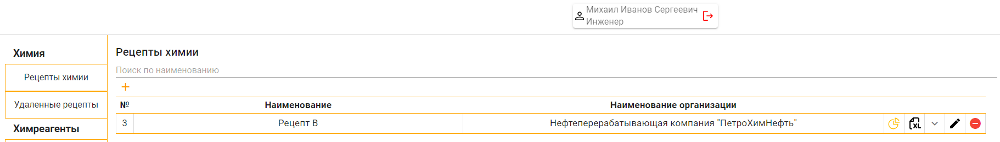 Михаил Иванов Сергеевич
Инженер
Химия
Рецепты химии
Удаленные рецепты
Химреагенты
Рецепты химии
Поиск по наименованию
+
№ Наименование Наименование организации
3 Рецепт В Нефтеперерабатывающая компания "ПетроХимНефть" XL